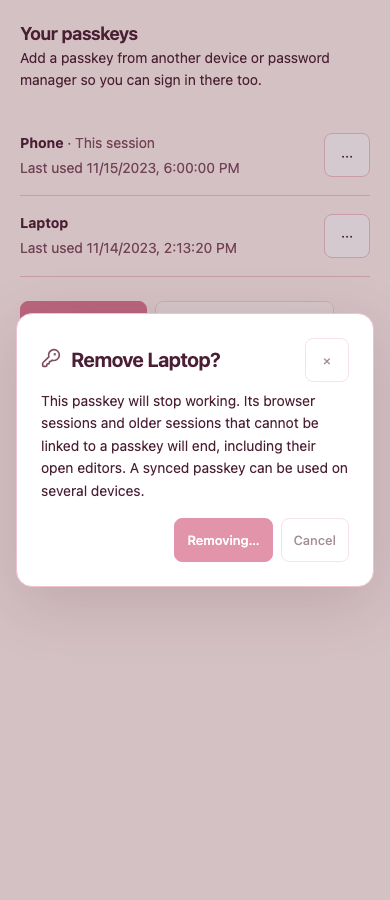 Your passkeys
Add a passkey from another device or password
manager so you can sign in there too.
Phone · This session
Last used 11/15/2023, 6:00:00 PM
...
Laptop
Last used 11/14/2023, 2:13:20 PM
...
Remove Laptop?
×
This passkey will stop working. Its browser
sessions and older sessions that cannot be
linked to a passkey will end, including their
open editors. A synced passkey can be used on
several devices.
Removing...
Cancel